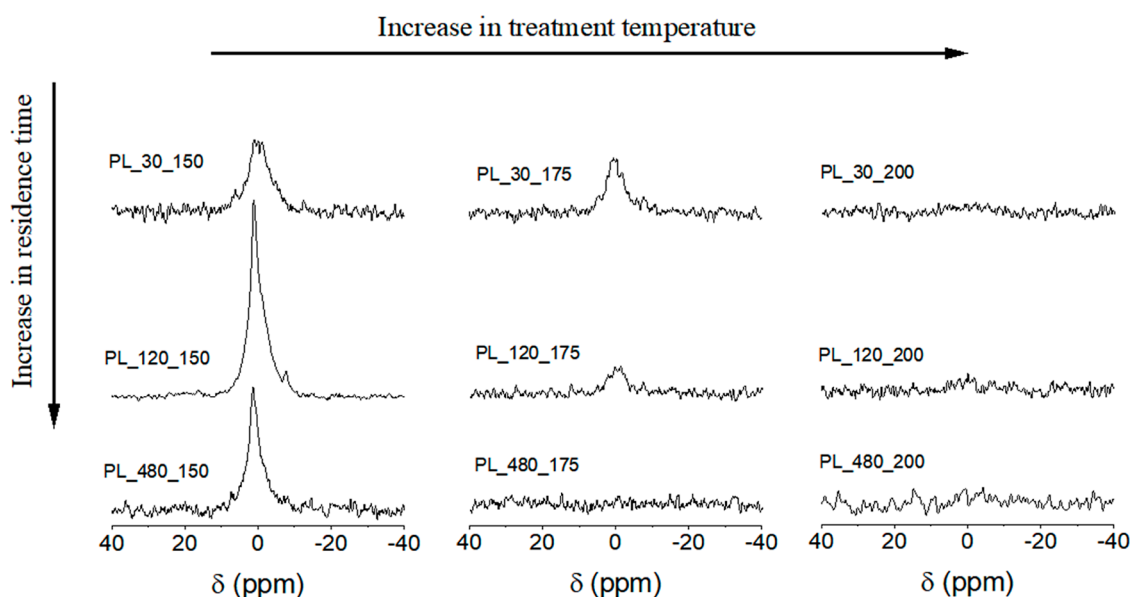 Increase in treatment temperature
Increase in residence time
PL_30_150
PL_30_175
PL_30_200
PL_120_150
PL_120_175
PL_120_200
PL_480_150
PL_480_175
PL_480_200
40 20 0 -20 -40
40 20 0 -20 -40
40 20 0 -20 -40
δ (ppm)
δ (ppm)
δ (ppm)